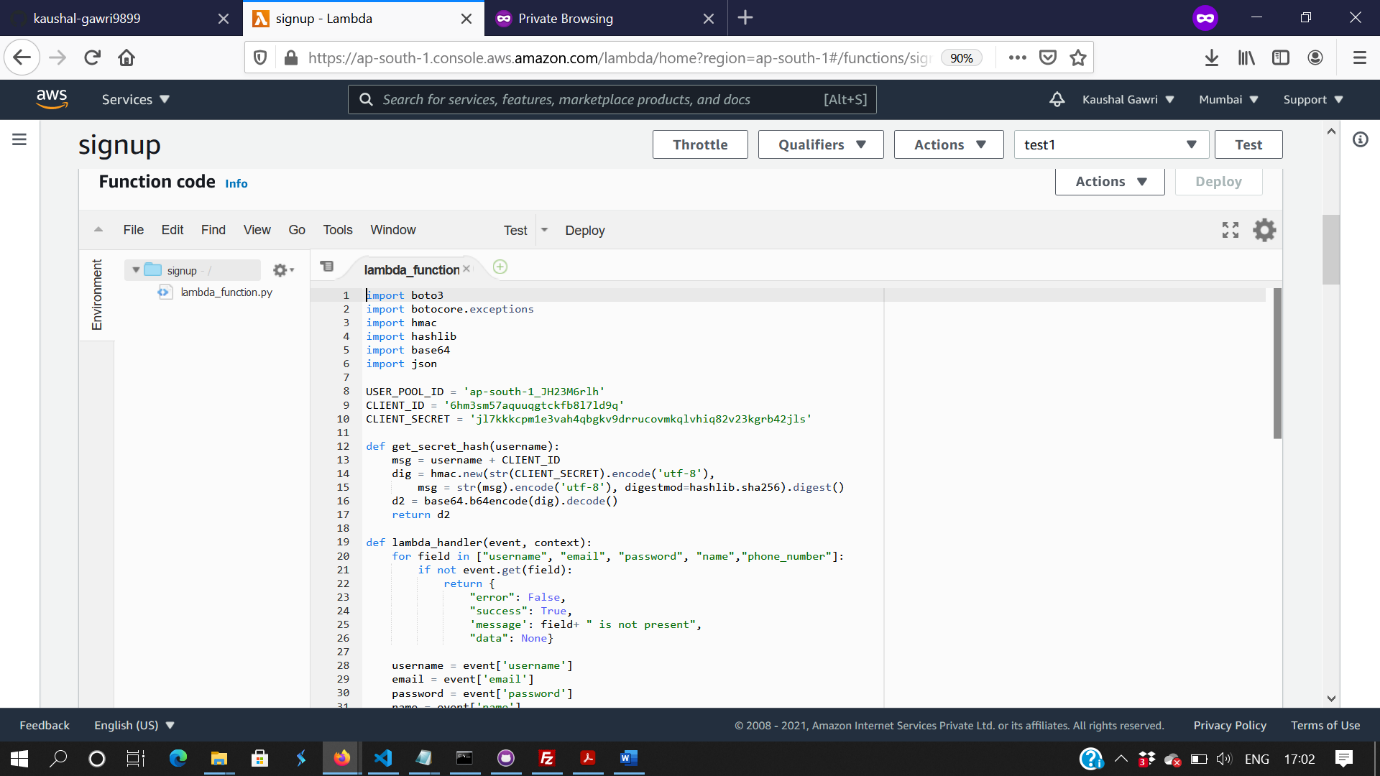 kaushal-gawri9899
signup - Lambda
Private Browsing
https://ap-south-1.console.aws.amazon.com/lambda/home?region=ap-south-1#/functions/sig
90%
aws
Services
Search for services, features, marketplace products, and docs
[Alt+S]
Kaushal Gawri
Mumbai
Support
signup
Throttle
Qualifiers
Actions
test1
Test
Function code Info
Actions
Deploy
File Edit Find View Go Tools Window Test Deploy
Environment
signup - /
lambda_function.py
lambda_function
1 import boto3
2 import botocore.exceptions
3 import hmac
4 import hashlib
5 import base64
6 import json
7
8 USER_POOL_ID = 'ap-south-1_JH23M6rlh'
9 CLIENT_ID = '6hm3sm57aquuqgtckfb8l7ld9q'
10 CLIENT_SECRET = 'jl7kkkcpm1e3vah4qbgkv9drrucovmkqlvhiq82v23kgrb42jls'
11
12 def get_secret_hash(username):
13 msg = username + CLIENT_ID
14 dig = hmac.new(str(CLIENT_SECRET).encode('utf-8'),
15 msg = str(msg).encode('utf-8'), digestmod=hashlib.sha256).digest()
16 d2 = base64.b64encode(dig).decode()
17 return d2
18
19 def lambda_handler(event, context):
20 for field in ["username", "email", "password", "name","phone_number"]:
21 if not event.get(field):
22 return {
23 "error": False,
24 "success": True,
25 'message': field+ " is not present",
26 "data": None}
27
28 username = event['username']
29 email = event['email']
30 password = event['password']
31 name = event['name']
Feedback
English (US)
© 2008 - 2021, Amazon Internet Services Private Ltd. or its affiliates. All rights reserved.
Privacy Policy
Terms of Use
3
ENG
17:02